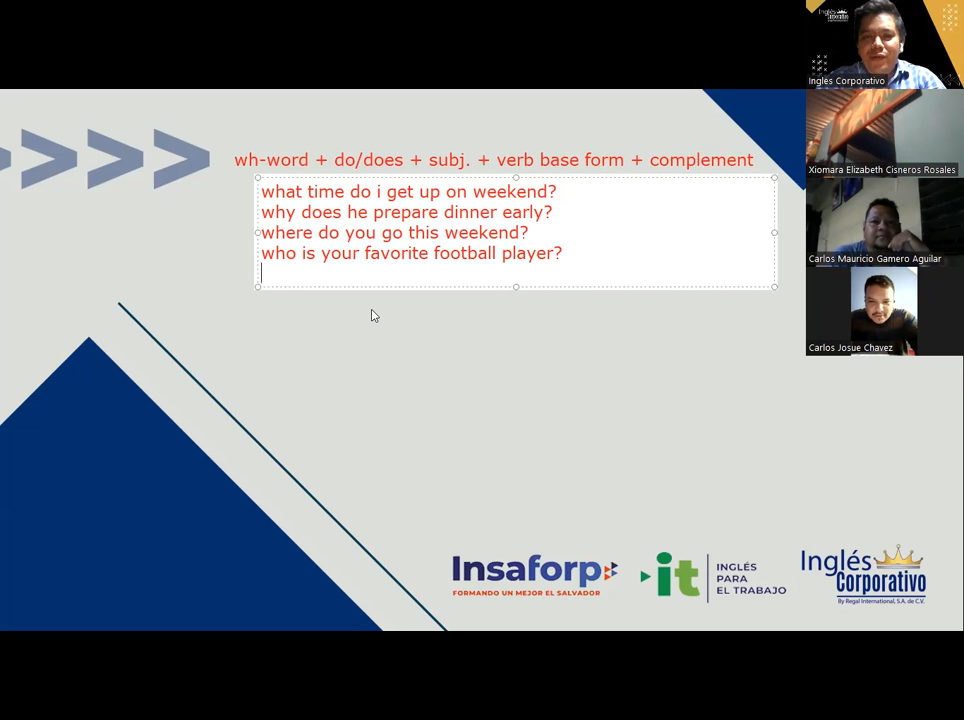 wh-word + do/does + subj. + verb base form + complement
what time do i get up on weekend?
why does he prepare dinner early?
where do you go this weekend?
who is your favorite football player?
Inglés Corporativo
Xiomara Elizabeth Cisneros Rosales
Carlos Mauricio Gamero Aguilar
Carlos Josue Chavez
Insaforp
FORMANDO UN MEJOR EL SALVADOR
it
INGLÉS
PARA
EL TRABAJO
Inglés
Corporativo
By Regal International, S.A. de C.V.